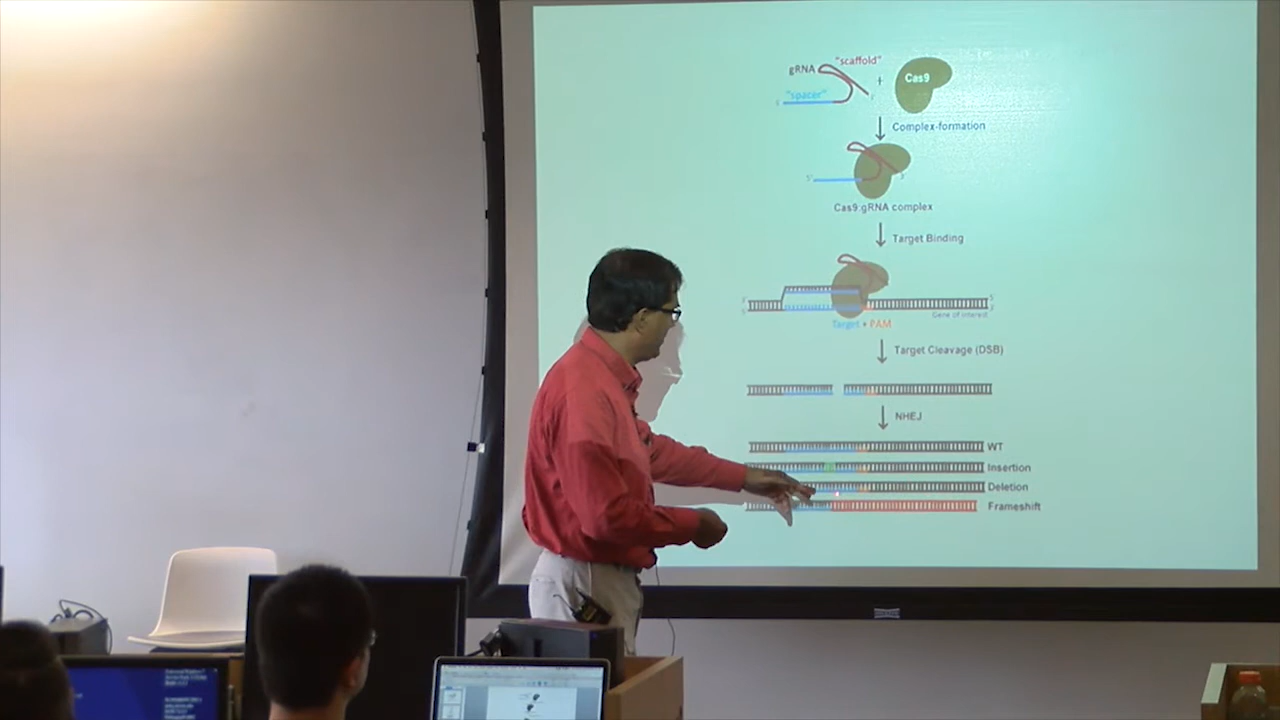 "scaffold"
gRNA
+
Cas9
"spacer"
Complex-formation
5'
Cas9:gRNA complex
Target Binding
Gene of Interest
Target + PAM
Target Cleavage (DSB)
NHEJ
WT
Insertion
Deletion
Frameshift